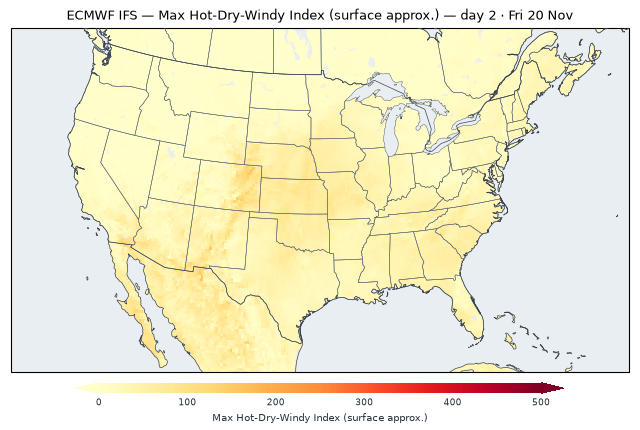 ECMWF IFS — Max Hot-Dry-Windy Index (surface approx.) — day 2 · Fri 20 Nov
0 100 200 300 400 500
Max Hot-Dry-Windy Index (surface approx.)